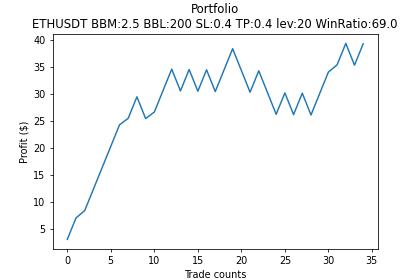 Portfolio
ETHUSDT BBM:2.5 BBL:200 SL:0.4 TP:0.4 lev:20 WinRatio:69.0
40
35
30
25
20
15
10
5
Profit ($)
0 5 10 15 20 25 30 35
Trade counts